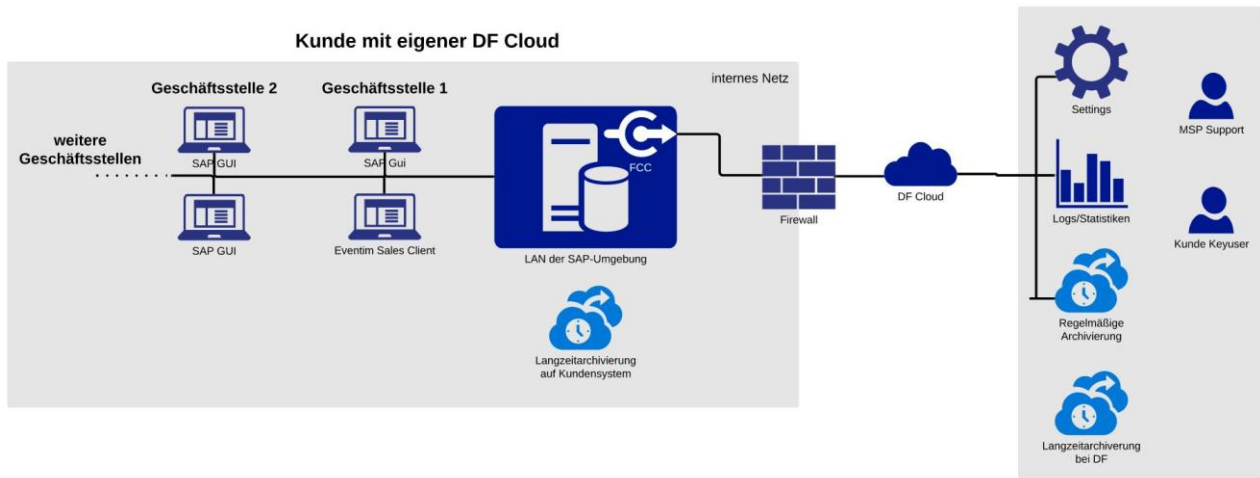 Kunde mit eigener DF Cloud
internes Netz
Geschäftsstelle 2
Geschäftsstelle 1
weitere
Geschäftsstellen
SAP GUI
SAP Gui
SAP GUI
Eventim Sales Client
FCC
LAN der SAP-Umgebung
Langzeitarchivierung
auf Kundensystem
Firewall
DF Cloud
Settings
Logs/Statistiken
Regelmäßige
Archivierung
Langzeitarchiverung
bei DF
MSP Support
Kunde Keyuser